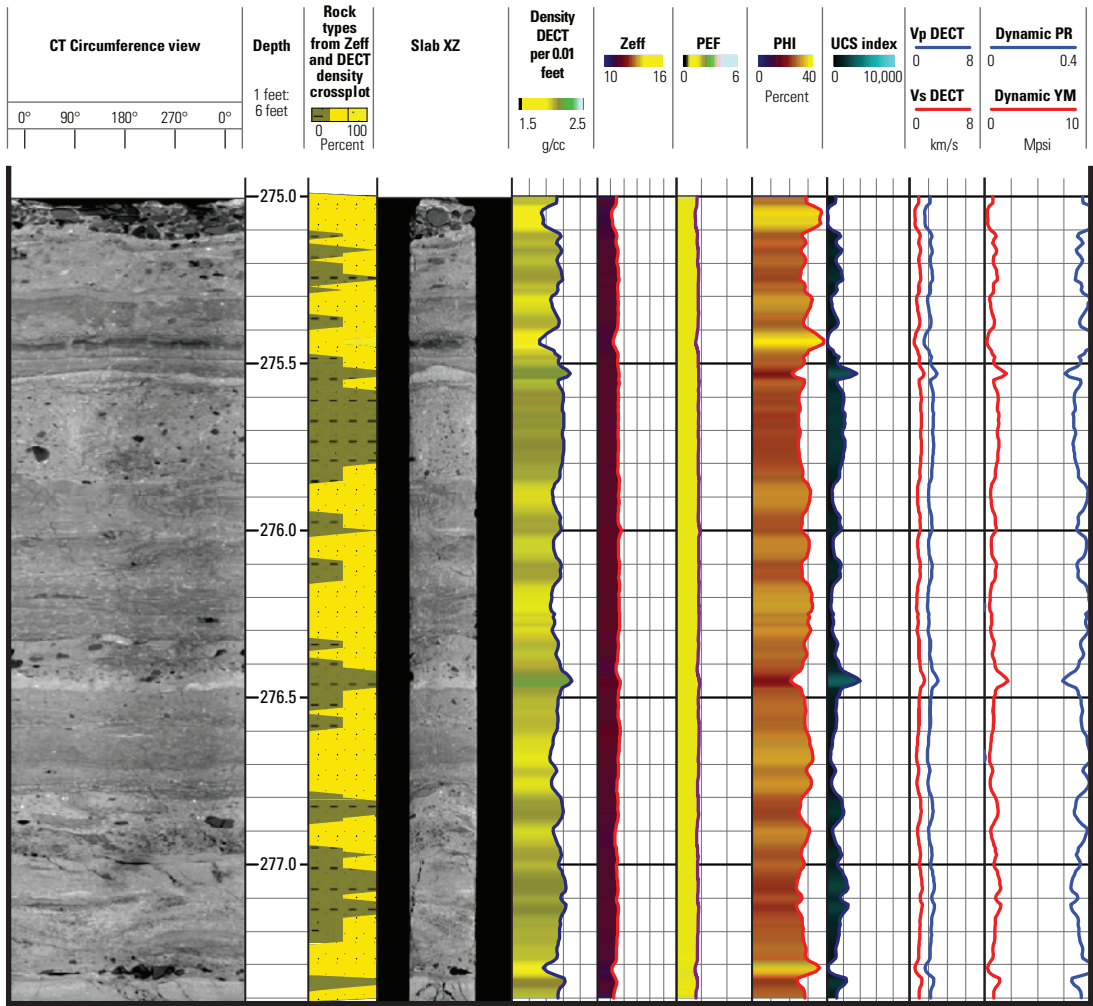 CT Circumference view
0° 90° 180° 270° 0°
Depth
1 feet:
6 feet
Rock
types
from Zeff
and DECT
density
crossplot
0 100
Percent
Slab XZ
Density
DECT
per 0.01
feet
1.5 2.5
g/cc
Zeff
10 16
PEF
0 6
PHI
0 40
Percent
UCS index
0 10,000
Vp DECT
0 8
Vs DECT
0 8
km/s
Dynamic PR
0 0.4
Dynamic YM
0 10
Mpsi
275.0
275.5
276.0
276.5
277.0